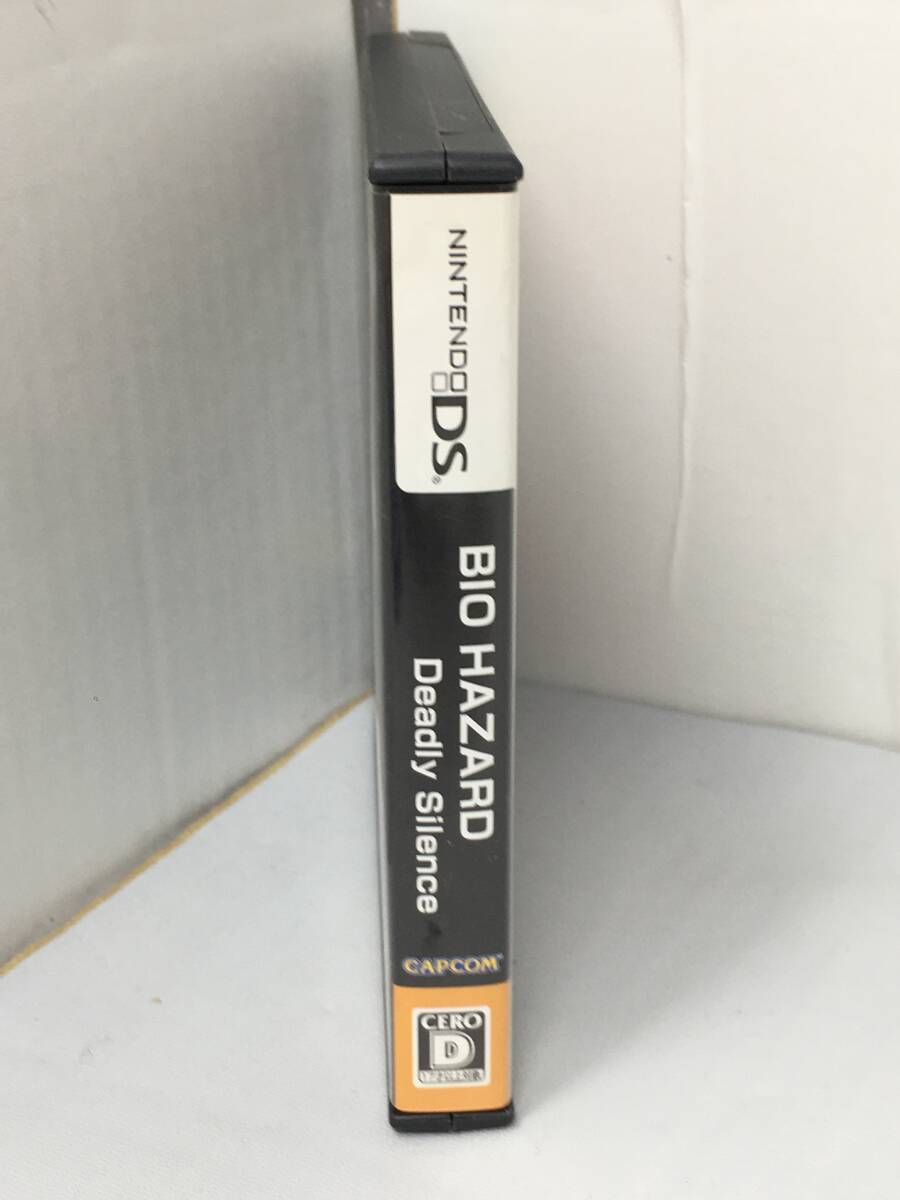 NINTENDO
DS®
BIO HAZARD
Deadly Silence
CAPCOM
CERO
D